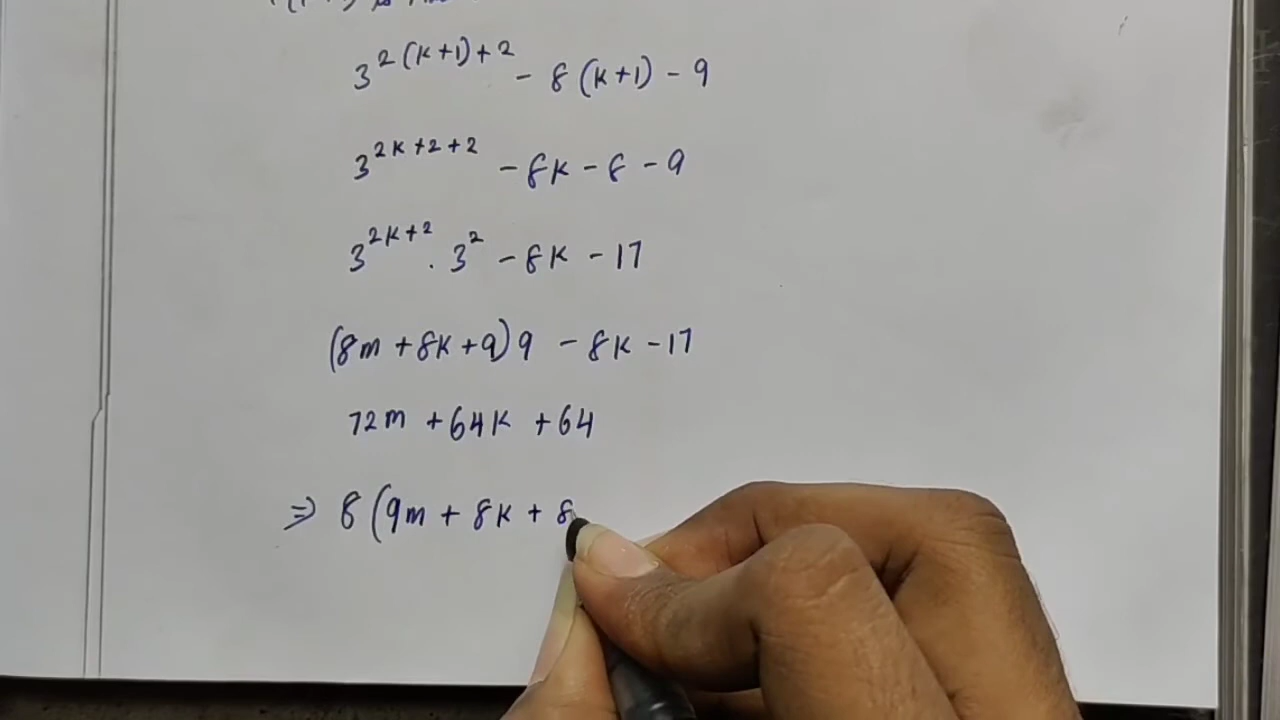 3^{2(k+1)+2} - 8(k+1) - 9
3^{2k+2+2} - 8k - 8 - 9
3^{2k+2} . 3^2 - 8k - 17
(8m + 8k + 9) 9 - 8k - 17
72m + 64k + 64
⇒ 8 (9m + 8k + 8